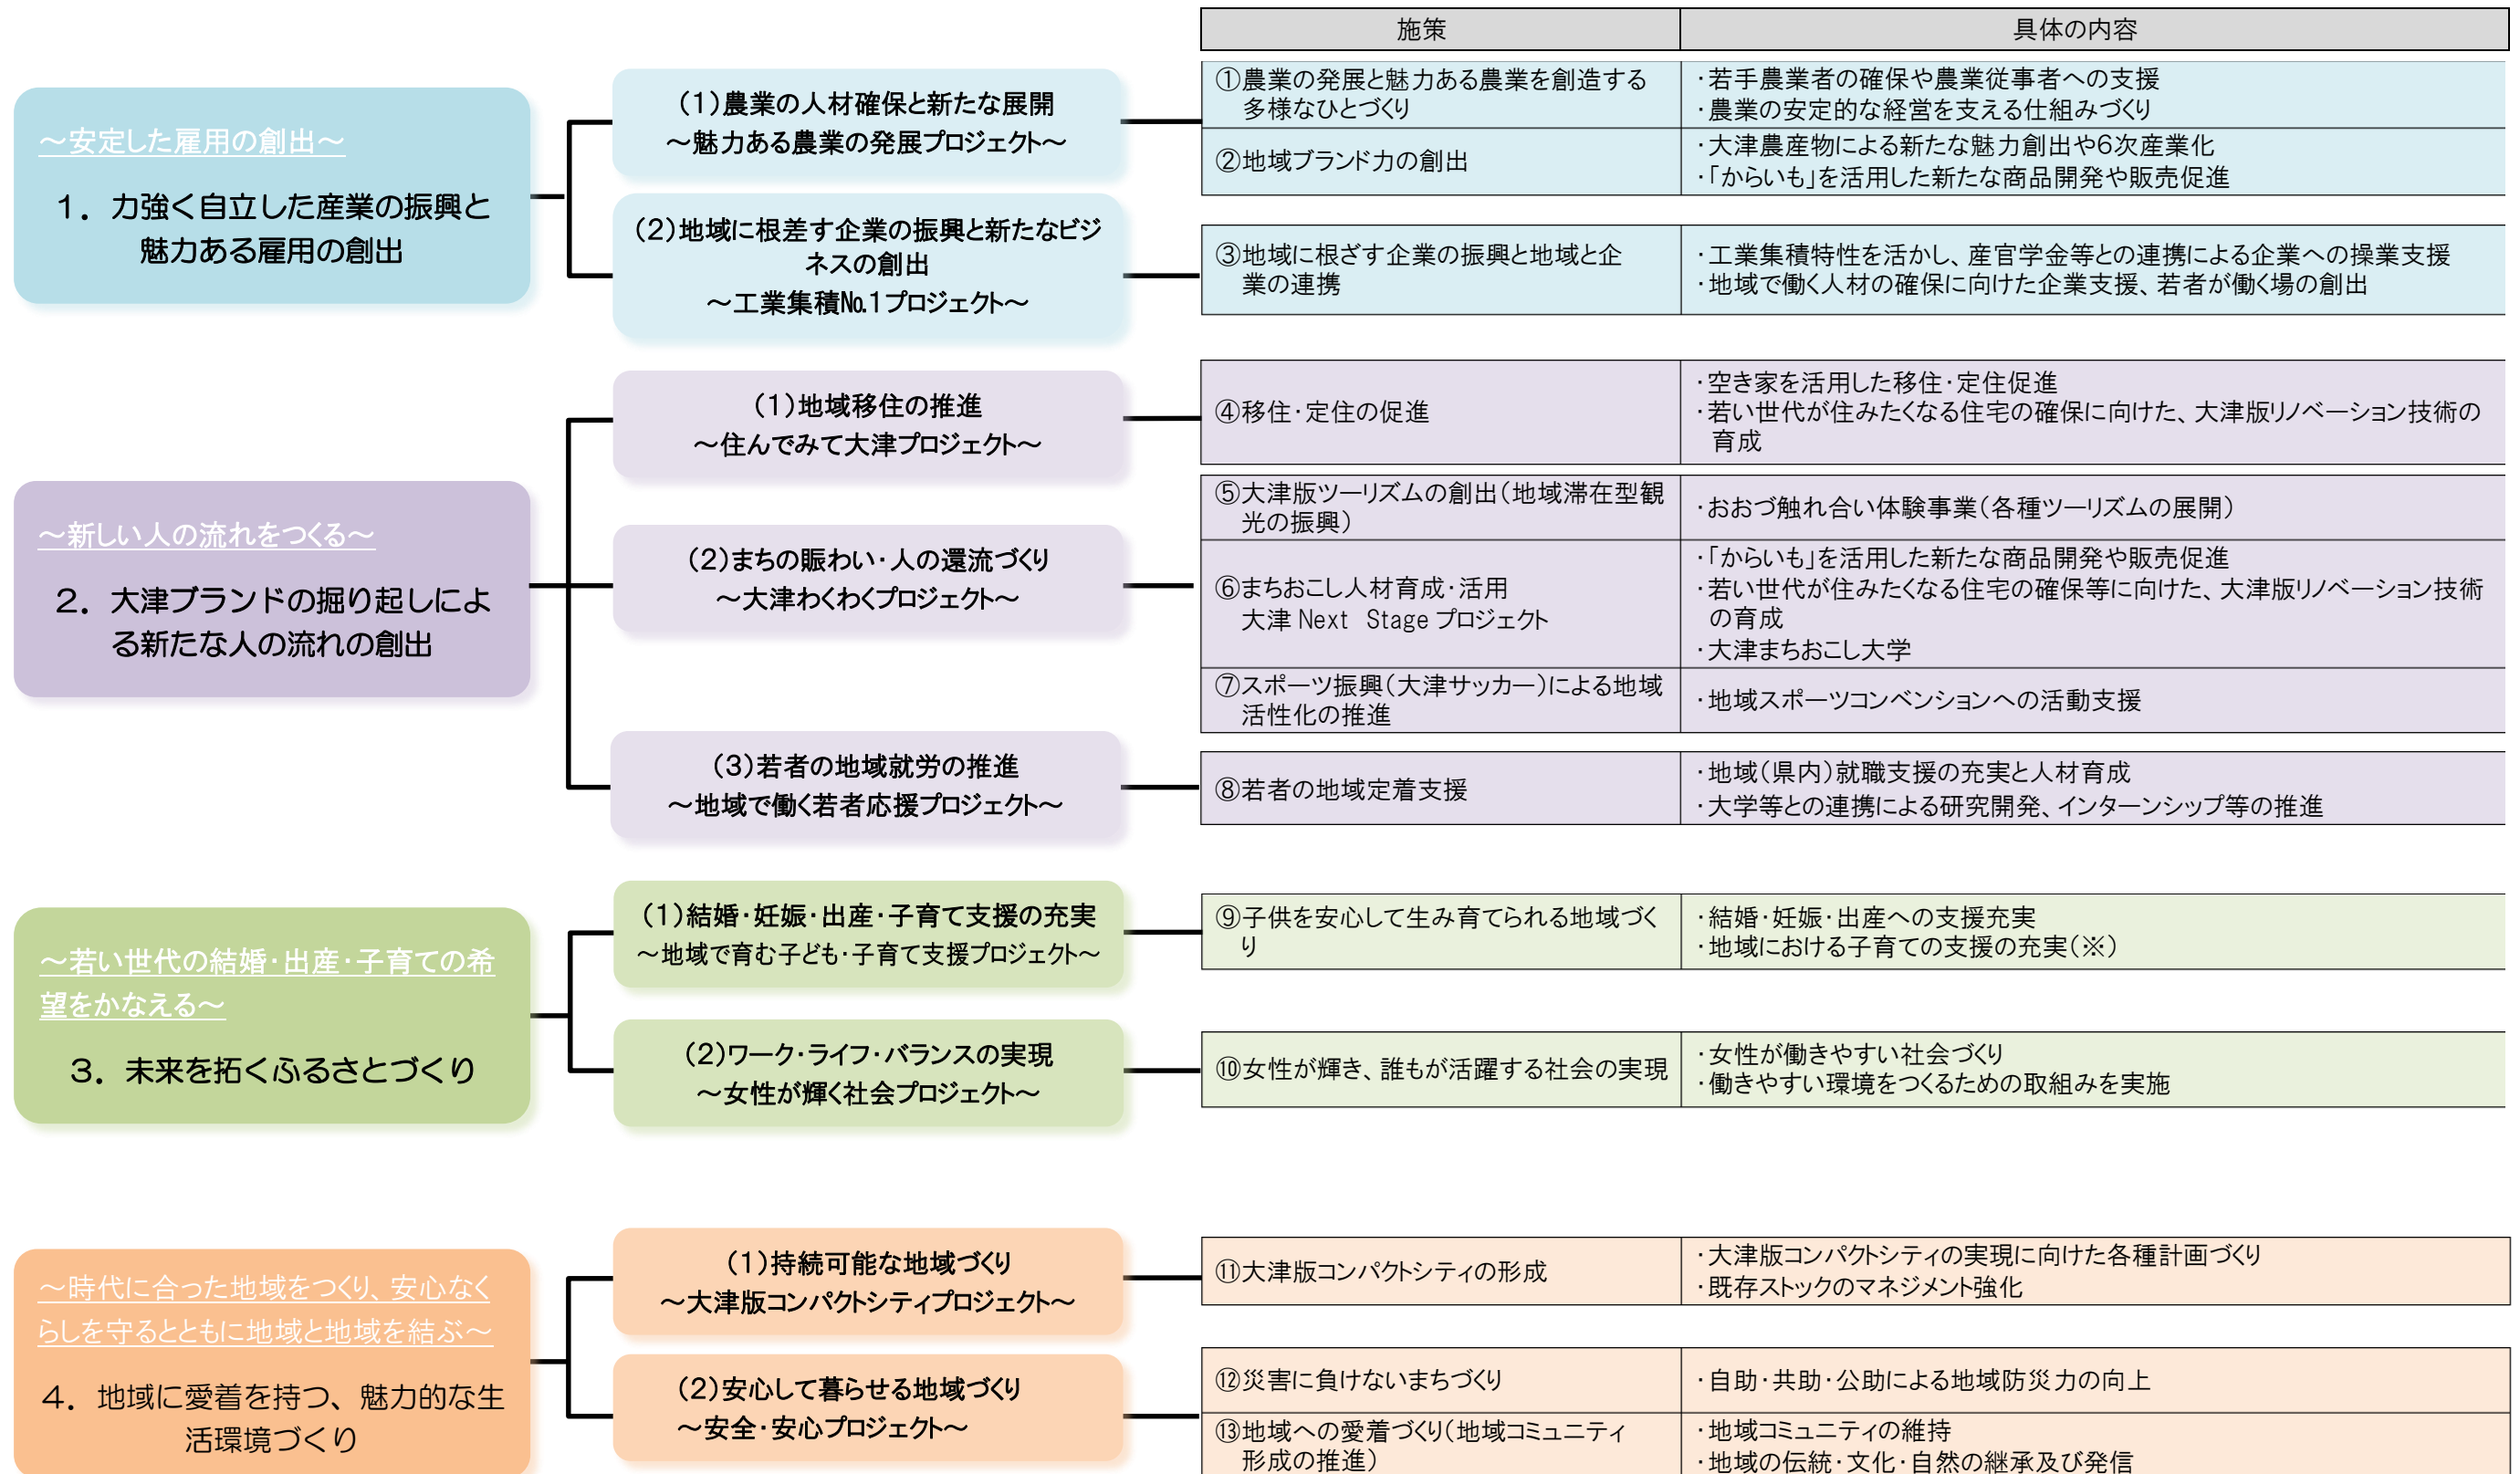 施策
具体の内容
～安定した雇用の創出～
１．力強く自立した産業の振興と
魅力ある雇用の創出
（１）農業の人材確保と新たな展開
～魅力ある農業の発展プロジェクト～
①農業の発展と魅力ある農業を創造する
多様なひとづくり
・若手農業者の確保や農業従事者への支援
・農業の安定的な経営を支える仕組みづくり
②地域ブランド力の創出
・大津農産物による新たな魅力創出や６次産業化
・「からいも」を活用した新たな商品開発や販売促進
（２）地域に根差す企業の振興と新たなビジ
ネスの創出
～工業集積№１プロジェクト～
③地域に根ざす企業の振興と地域と企
業の連携
・工業集積特性を活かし、産官学金等との連携による企業への操業支援
・地域で働く人材の確保に向けた企業支援、若者が働く場の創出
～新しい人の流れをつくる～
２．大津ブランドの掘り起しによ
る新たな人の流れの創出
（１）地域移住の推進
～住んでみて大津プロジェクト～
④移住・定住の促進
・空き家を活用した移住・定住促進
・若い世代が住みたくなる住宅の確保に向けた、大津版リノベーション技術の
育成
（２）まちの賑わい・人の還流づくり
～大津わくわくプロジェクト～
⑤大津版ツーリズムの創出（地域滞在型観
光の振興）
・おおづ触れ合い体験事業（各種ツーリズムの展開）
⑥まちおこし人材育成・活用
大津 Next　Stage プロジェクト
・「からいも」を活用した新たな商品開発や販売促進
・若い世代が住みたくなる住宅の確保等に向けた、大津版リノベーション技術
の育成
・大津まちおこし大学
⑦スポーツ振興（大津サッカー）による地域
活性化の推進
・地域スポーツコンベンションへの活動支援
（３）若者の地域就労の推進
～地域で働く若者応援プロジェクト～
⑧若者の地域定着支援
・地域（県内）就職支援の充実と人材育成
・大学等との連携による研究開発、インターンシップ等の推進
～若い世代の結婚・出産・子育ての希
望をかなえる～
３．未来を拓くふるさとづくり
（１）結婚・妊娠・出産・子育て支援の充実
～地域で育む子ども・子育て支援プロジェクト～
⑨子供を安心して生み育てられる地域づく
り
・結婚・妊娠・出産への支援充実
・地域における子育ての支援の充実（※）
（２）ワーク・ライフ・バランスの実現
～女性が輝く社会プロジェクト～
⑩女性が輝き、誰もが活躍する社会の実現
・女性が働きやすい社会づくり
・働きやすい環境をつくるための取組みを実施
～時代に合った地域をつくり、安心なく
らしを守るとともに地域と地域を結ぶ～
４．地域に愛着を持つ、魅力的な生
活環境づくり
（１）持続可能な地域づくり
～大津版コンパクトシティプロジェクト～
⑪大津版コンパクトシティの形成
・大津版コンパクトシティの実現に向けた各種計画づくり
・既存ストックのマネジメント強化
（２）安心して暮らせる地域づくり
～安全・安心プロジェクト～
⑫災害に負けないまちづくり
・自助・共助・公助による地域防災力の向上
⑬地域への愛着づくり（地域コミュニティ
形成の推進）
・地域コミュニティの維持
・地域の伝統・文化・自然の継承及び発信